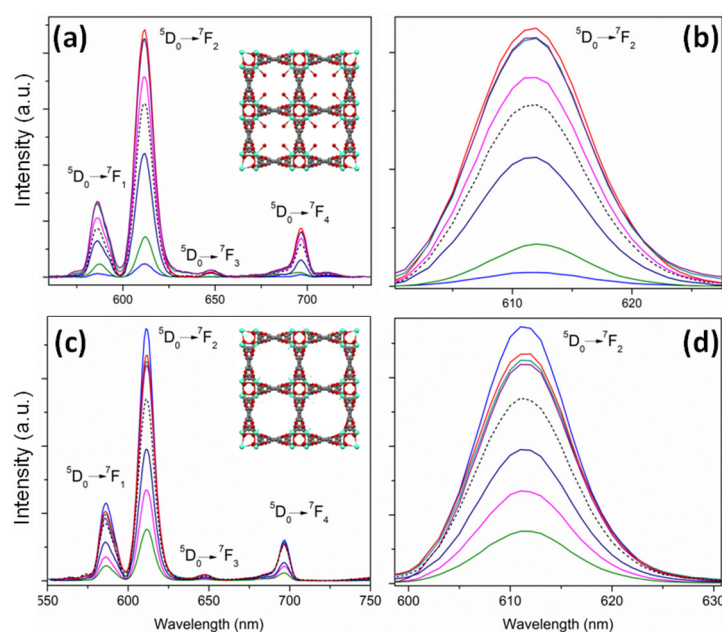 (a)
⁵D₀→⁷F₂
⁵D₀→⁷F₁
⁵D₀→⁷F₃
⁵D₀→⁷F₄
Intensity (a.u.)
600 650 700
(b)
⁵D₀→⁷F₂
610 620
(c)
⁵D₀→⁷F₂
⁵D₀→⁷F₁
⁵D₀→⁷F₃
⁵D₀→⁷F₄
Intensity (a.u.)
550 600 650 700 750
Wavelength (nm)
(d)
⁵D₀→⁷F₂
600 610 620 630
Wavelength (nm)